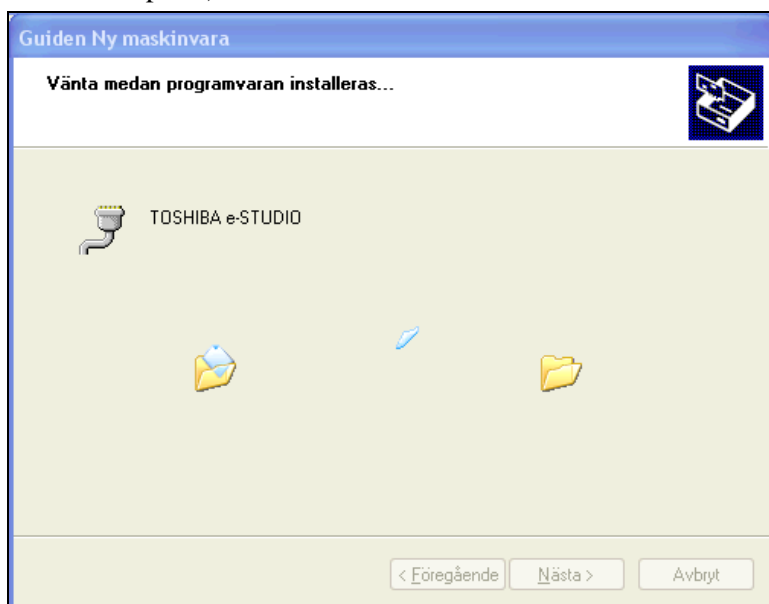 Guiden Ny maskinvara
Vänta medan programvaran installeras...
TOSHIBA e-STUDIO
< Föregående
Nästa >
Avbryt